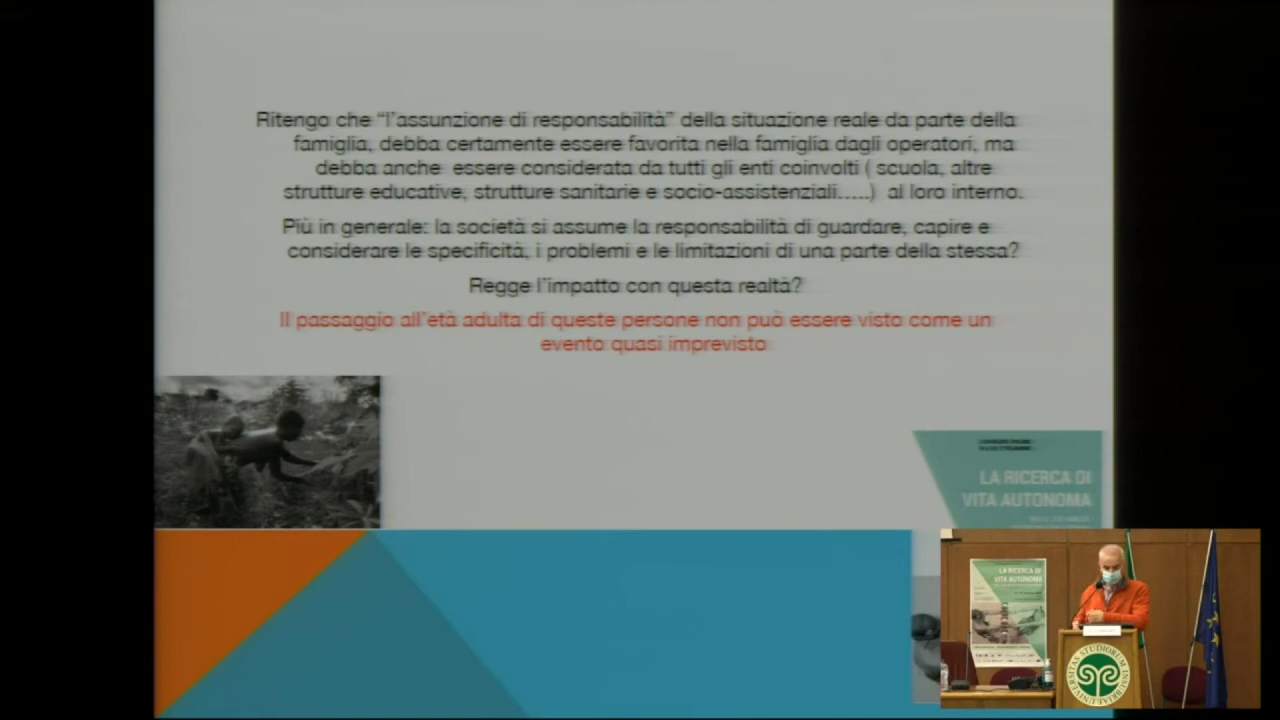 Ritengo che “l’assunzione di responsabilità” della situazione reale da parte della
famiglia, debba certamente essere favorita nella famiglia dagli operatori, ma
debba anche  essere considerata da tutti gli enti coinvolti ( scuola, altre
strutture educative, strutture sanitarie e socio-assistenziali.....)  al loro interno.
Più in generale: la società si assume la responsabilità di guardare, capire e
considerare le specificità, i problemi e le limitazioni di una parte della stessa?
Regge l’impatto con questa realtà?
Il passaggio all’età adulta di queste persone non può essere visto come un
evento quasi imprevisto
LA RICERCA DI
VITA AUTONOMA
LA RICERCA DI
VITA AUTONOMA